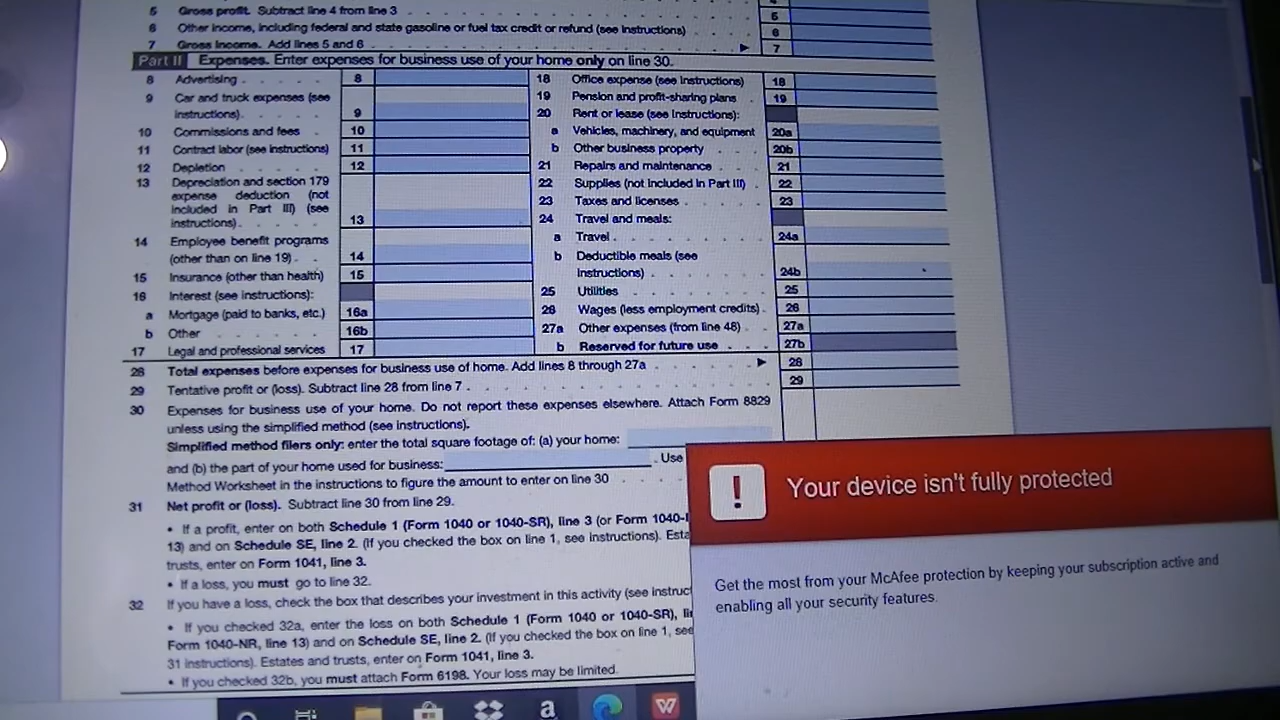 5 Gross profit. Subtract line 4 from line 3 . . . 5
6 Other income, including federal and state gasoline or fuel tax credit or refund (see instructions) . . . 6
7 Gross income. Add lines 5 and 6 . . . ▶ 7
Part II Expenses. Enter expenses for business use of your home only on line 30.
8 Advertising . . . . . 8
9 Car and truck expenses (see
instructions). . . . . 9
10 Commissions and fees . 10
11 Contract labor (see instructions) 11
12 Depletion . . . . . 12
13 Depreciation and section 179
expense deduction (not
included in Part III) (see
instructions). . . . . 13
14 Employee benefit programs
(other than on line 19) . . 14
15 Insurance (other than health) 15
16 Interest (see instructions):
a Mortgage (paid to banks, etc.) 16a
b Other . . . . . 16b
17 Legal and professional services 17
18 Office expense (see instructions) 18
19 Pension and profit-sharing plans . 19
20 Rent or lease (see instructions):
a Vehicles, machinery, and equipment 20a
b Other business property . . . 20b
21 Repairs and maintenance . . . 21
22 Supplies (not included in Part III) . 22
23 Taxes and licenses . . . . . 23
24 Travel and meals:
a Travel . . . . . . 24a
b Deductible meals (see
instructions) . . . . . 24b
25 Utilities . . . . . . 25
26 Wages (less employment credits) . 26
27a Other expenses (from line 48) . . 27a
b Reserved for future use . . . 27b
28 Total expenses before expenses for business use of home. Add lines 8 through 27a . . . ▶ 28
29 Tentative profit or (loss). Subtract line 28 from line 7 . . . 29
30 Expenses for business use of your home. Do not report these expenses elsewhere. Attach Form 8829
unless using the simplified method (see instructions).
Simplified method filers only: enter the total square footage of: (a) your home:
and (b) the part of your home used for business: . Use
Method Worksheet in the instructions to figure the amount to enter on line 30 . . . .
31 Net profit or (loss). Subtract line 30 from line 29.
• If a profit, enter on both Schedule 1 (Form 1040 or 1040-SR), line 3 (or Form
13) and on Schedule SE, line 2. (If you checked the box on line 1, see instructions).
trusts, enter on Form 1041, line 3.
• If a loss, you must go to line 32.
32 If you have a loss, check the box that describes your investment in this activity (see
• If you checked 32a, enter the loss on both Schedule 1 (Form 1040 or 1040-SR),
Form 1040-NR, line 13) and on Schedule SE, line 2. (If you checked the box on line 1, see
31 instructions). Estates and trusts, enter on Form 1041, line 3.
• If you checked 32b, you must attach Form 6198. Your loss may be limited.
! Your device isn't fully protected
Get the most from your McAfee protection by keeping your subscription active and
enabling all your security features.
a
W